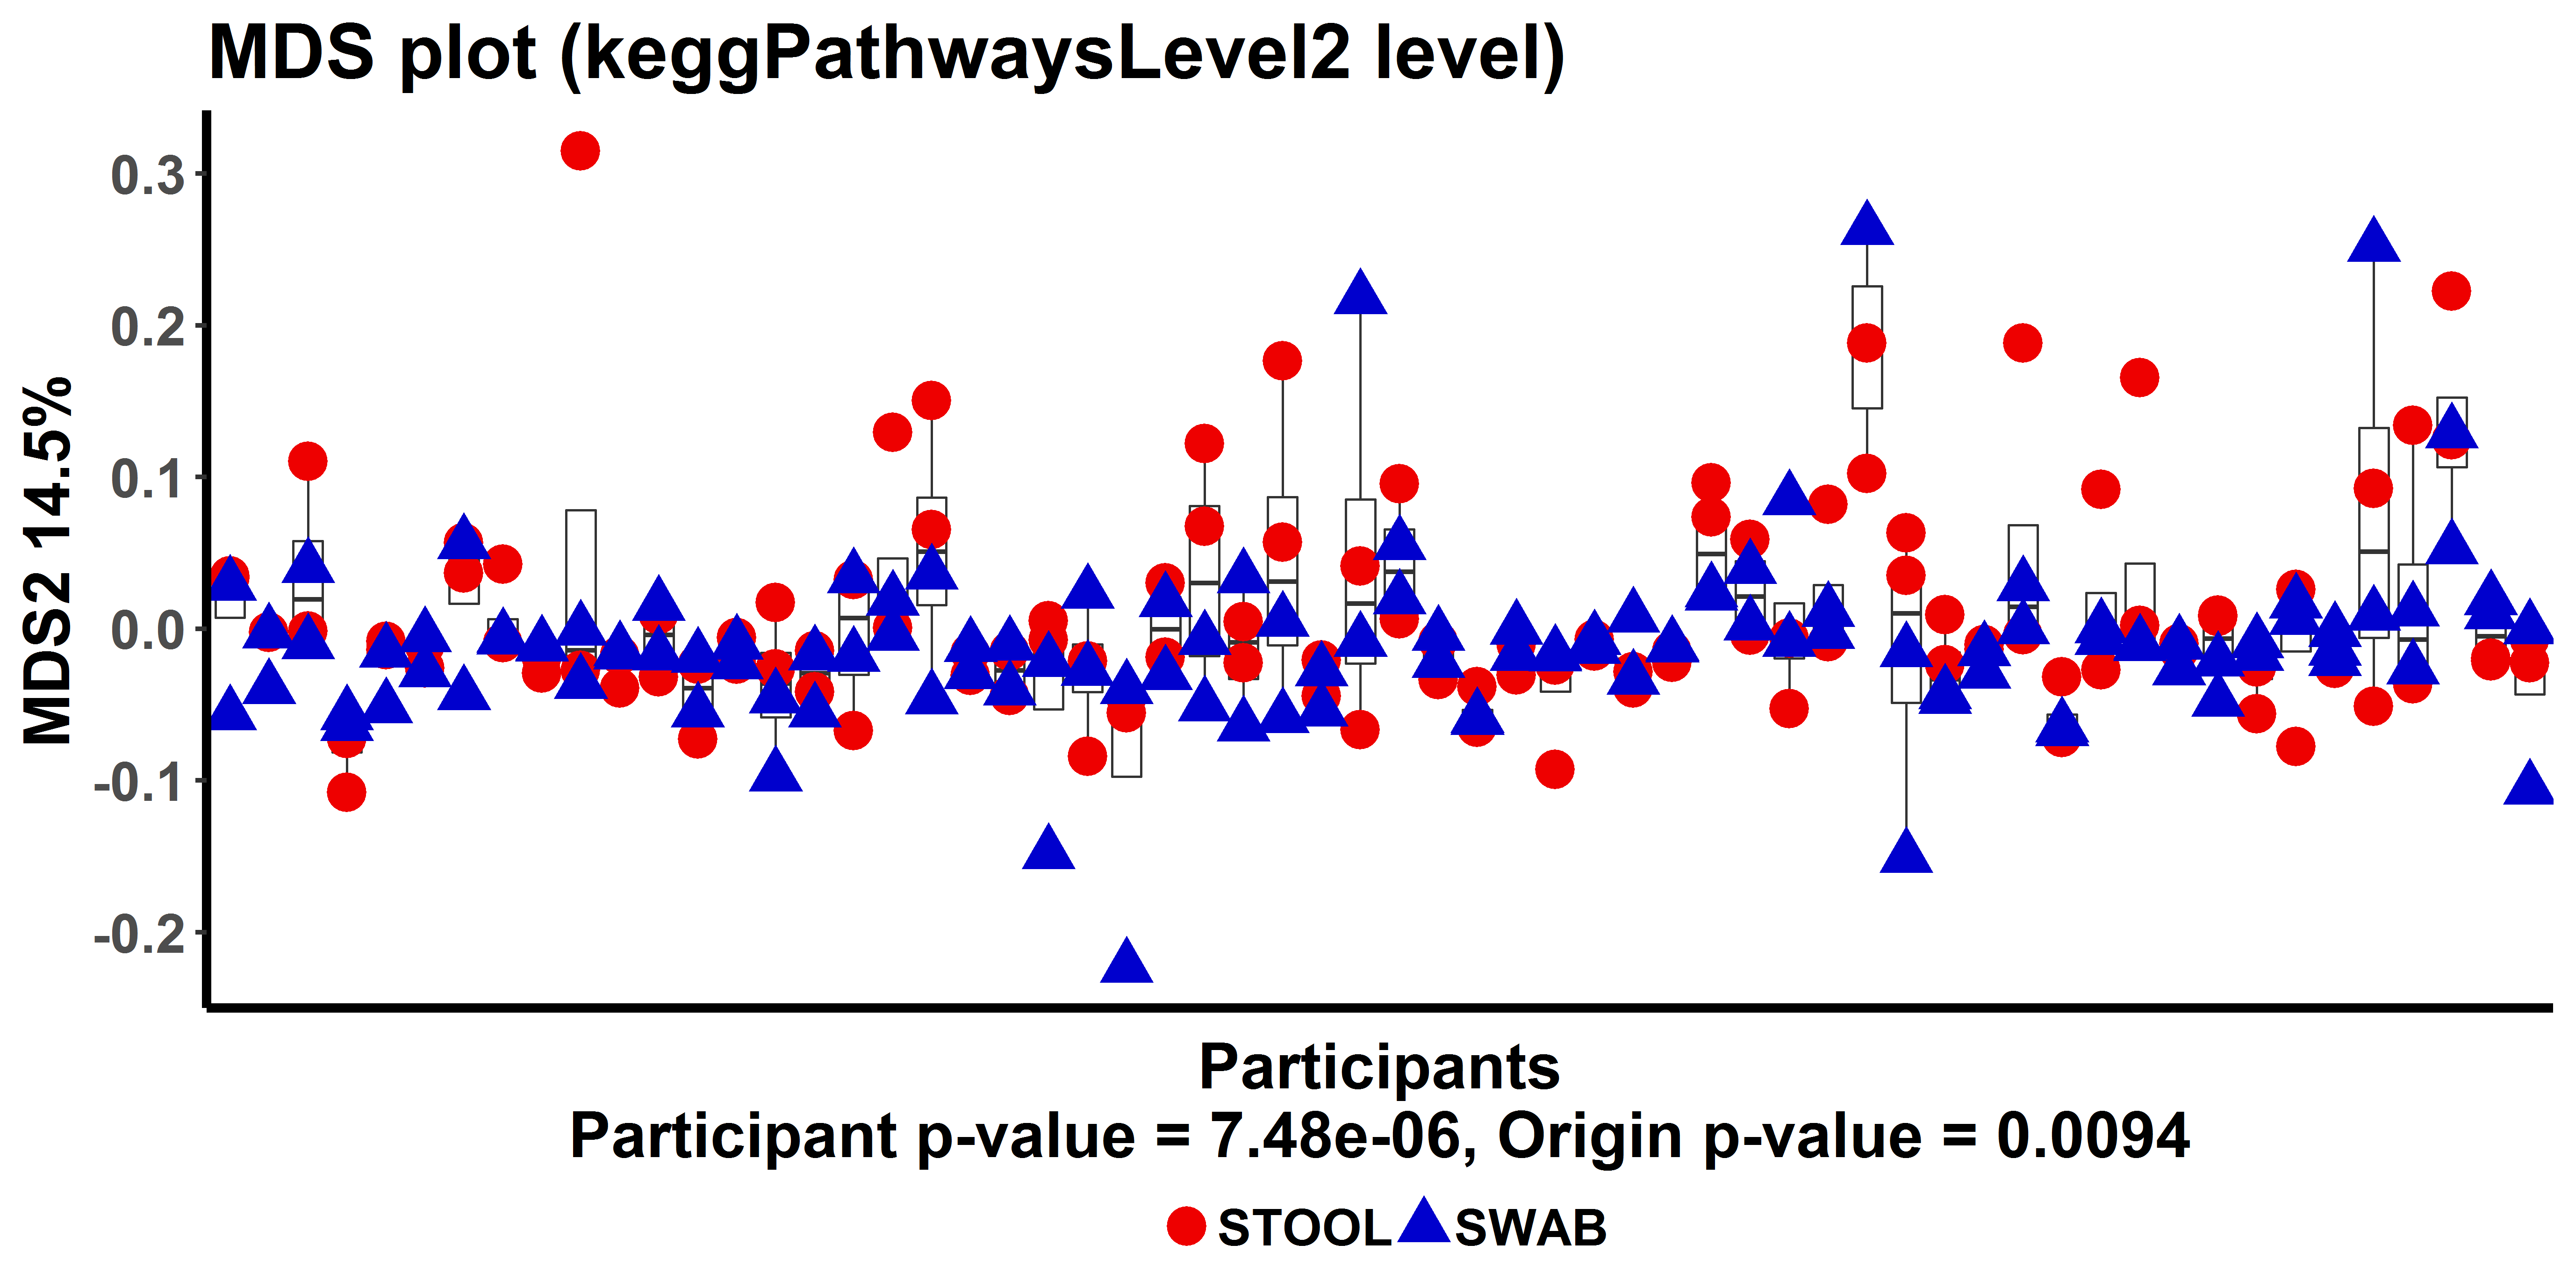 MDS plot (keggPathwaysLevel2 level)
MDS2 14.5%
0.3
0.2
0.1
0.0
-0.1
-0.2
Participants
Participant p-value = 7.48e-06, Origin p-value = 0.0094
STOOL SWAB